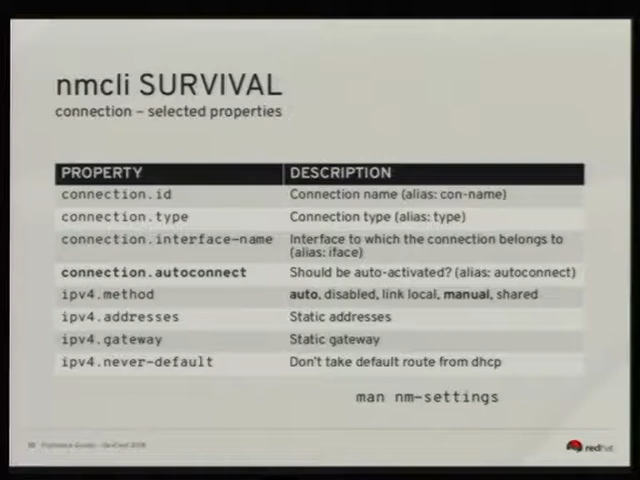 nmcli SURVIVAL
connection – selected properties
PROPERTY DESCRIPTION
connection.id Connection name (alias: con-name)
connection.type Connection type (alias: type)
connection.interface-name Interface to which the connection belongs to
(alias: iface)
connection.autoconnect Should be auto-activated? (alias: autoconnect)
ipv4.method auto, disabled, link local, manual, shared
ipv4.addresses Static addresses
ipv4.gateway Static gateway
ipv4.never-default Don't take default route from dhcp
man nm-settings
redhat